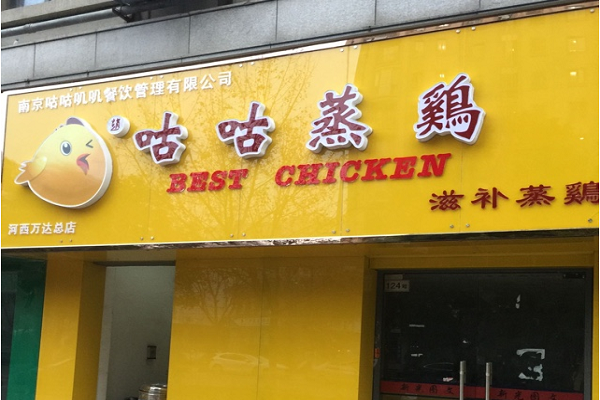 南京咕咕叽叽餐饮管理有限公司
咕咕蒸鷄
BEST CHICKEN
滋补蒸鷄
河西万达总店
124